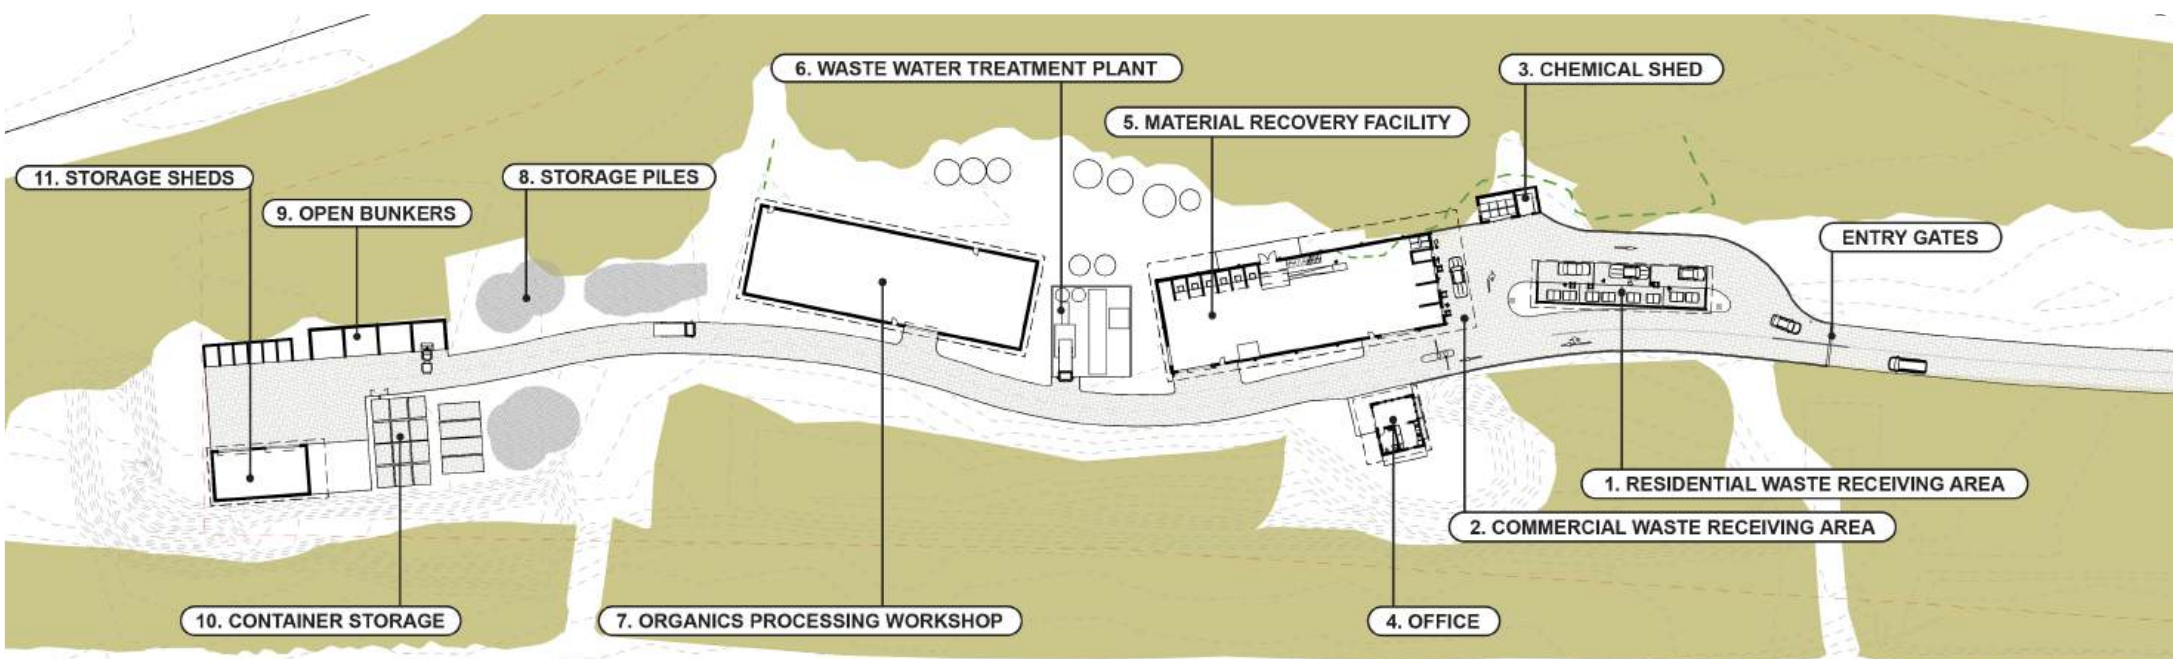 6. WASTE WATER TREATMENT PLANT
3. CHEMICAL SHED
5. MATERIAL RECOVERY FACILITY
11. STORAGE SHEDS
8. STORAGE PILES
9. OPEN BUNKERS
ENTRY GATES
1. RESIDENTIAL WASTE RECEIVING AREA
2. COMMERCIAL WASTE RECEIVING AREA
10. CONTAINER STORAGE
7. ORGANICS PROCESSING WORKSHOP
4. OFFICE